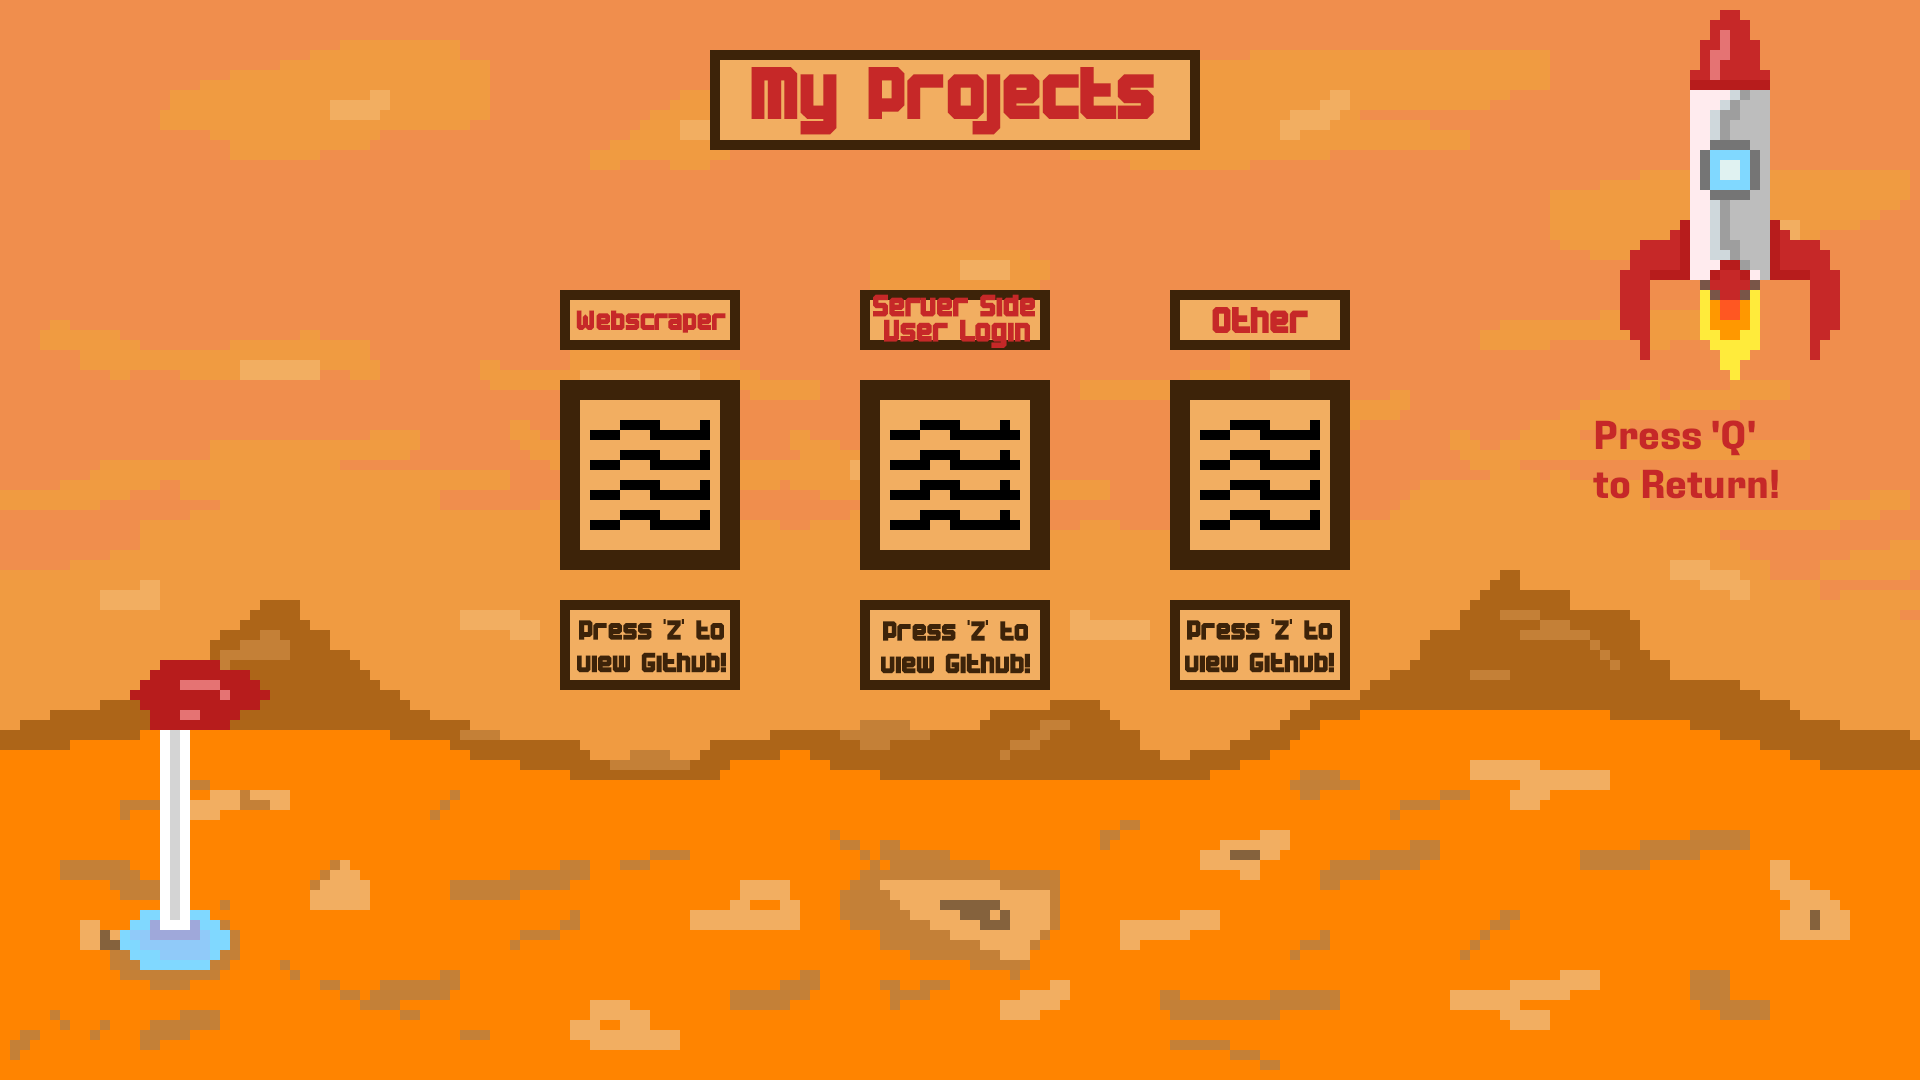 My Projects
Webscraper
Server Side
User Login
Other
Press 'Q'
to Return!
Press 'Z' to
view Github!
Press 'Z' to
view Github!
Press 'Z' to
view Github!